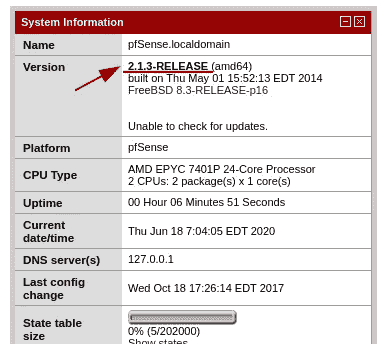 System Information
Name
pfSense.localdomain
Version
2.1.3-RELEASE (amd64)
built on Thu May 01 15:52:13 EDT 2014
FreeBSD 8.3-RELEASE-p16
Unable to check for updates.
Platform
pfSense
CPU Type
AMD EPYC 7401P 24-Core Processor
2 CPUs: 2 package(s) x 1 core(s)
Uptime
00 Hour 06 Minutes 51 Seconds
Current
date/time
Thu Jun 18 7:04:05 EDT 2020
DNS server(s)
127.0.0.1
Last config
change
Wed Oct 18 17:26:14 EDT 2017
State table
size
0% (5/202000)
Show states